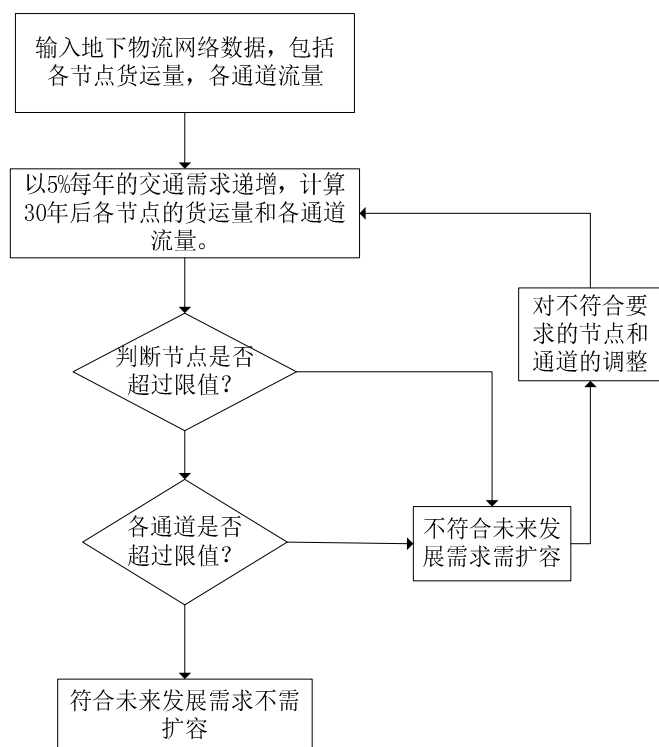 输入地下物流网络数据，包括
各节点货运量，各通道流量
以5%每年的交通需求递增，计算
30年后各节点的货运量和各通道
流量。
对不符合要
求的节点和
通道的调整
判断节点是否
超过限值？
各通道是否
超过限值？
不符合未来发
展需求需扩容
符合未来发展需求不需
扩容